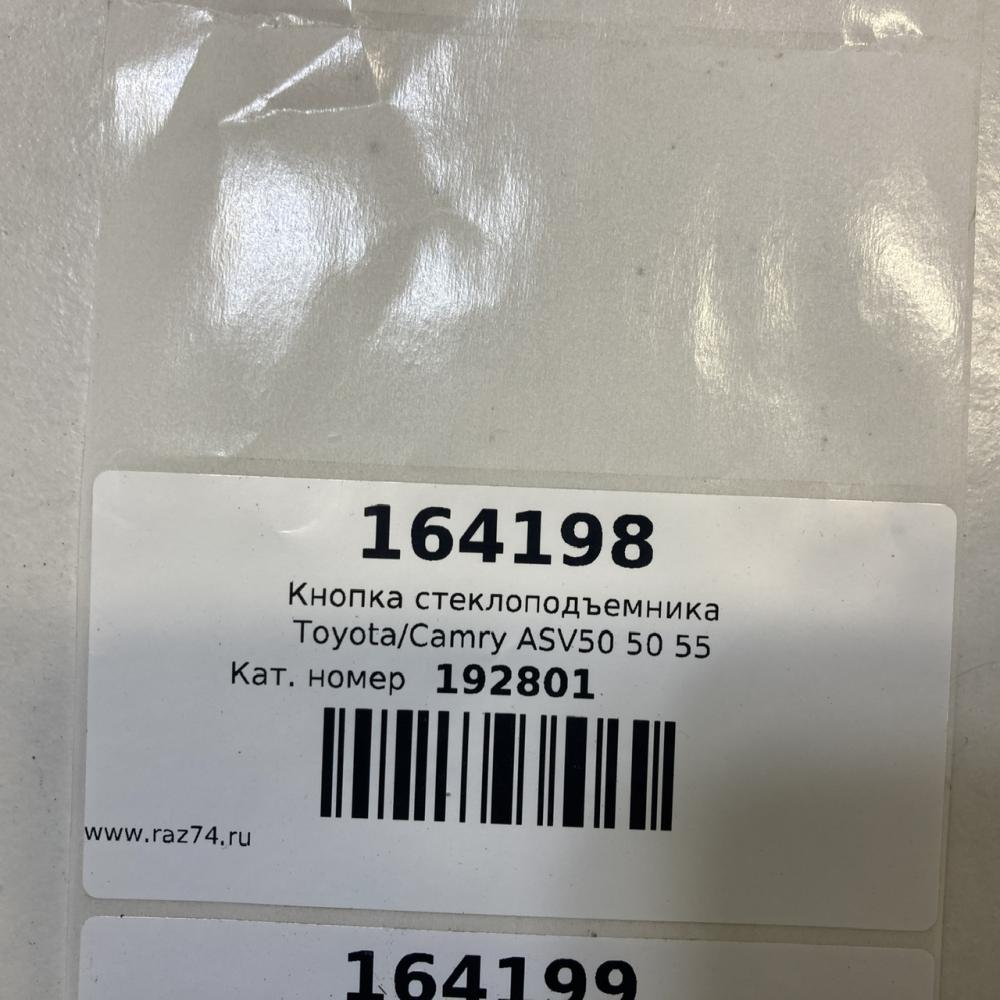 164198
Кнопка стеклоподъемника
Toyota/Camry ASV50 50 55
Кат. номер 192801
www.raz74.ru
164199